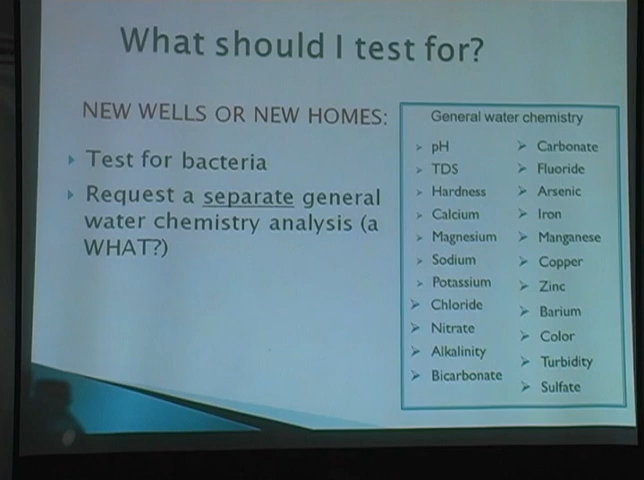 What should I test for?
NEW WELLS OR NEW HOMES:
Test for bacteria
Request a separate general
water chemistry analysis (a
WHAT?)
General water chemistry
pH
TDS
Hardness
Calcium
Magnesium
Sodium
Potassium
Chloride
Nitrate
Alkalinity
Bicarbonate
Carbonate
Fluoride
Arsenic
Iron
Manganese
Copper
Zinc
Barium
Color
Turbidity
Sulfate